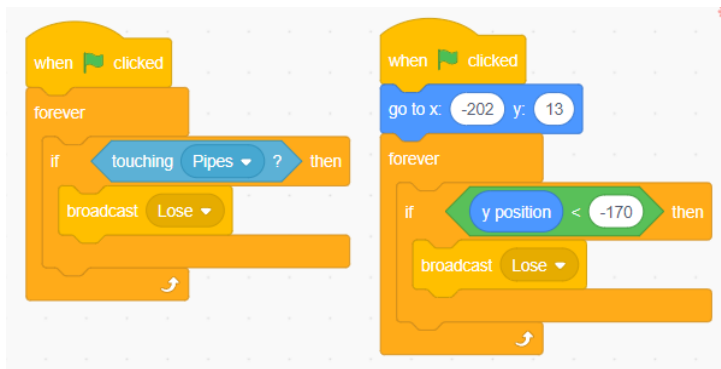 when clicked
forever
if touching Pipes ? then
broadcast Lose
when clicked
go to x: -202 y: 13
forever
if y position < -170 then
broadcast Lose